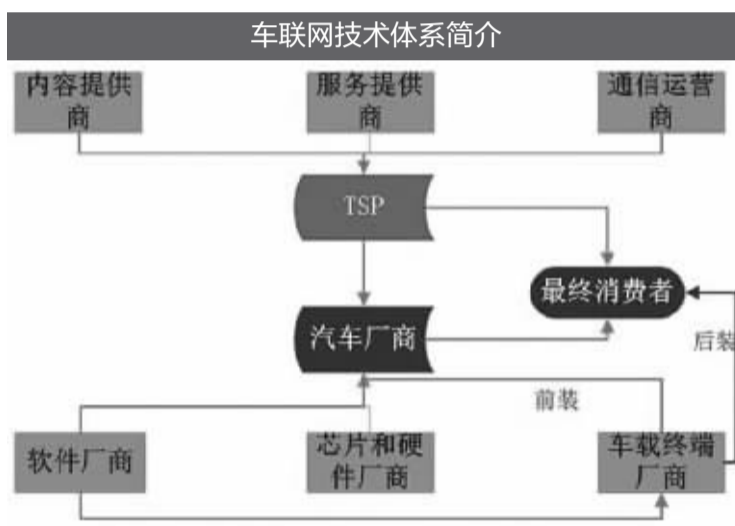 车联网技术体系简介
内容提供
商
服务提供
商
通信运营
商
TSP
最终消费者
汽车厂商
后装
前装
软件厂商
芯片和硬
件厂商
车载终端
厂商